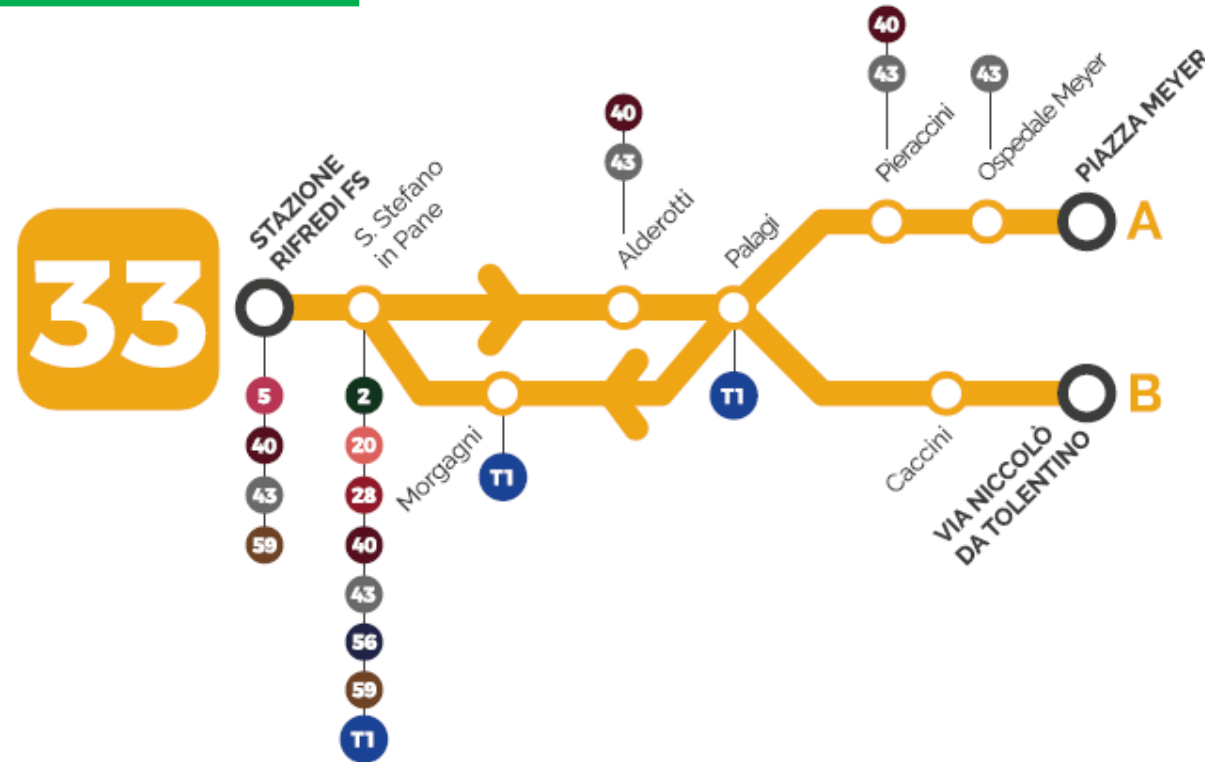 33
STAZIONE
RIFREDI FS
5
40
43
59
S. Stefano
in Pane
2
20
28
40
43
56
59
T1
Morgagni
T1
40
43
Alderotti
Palagi
T1
40
43
Pieraccini
43
Ospedale Meyer
PIAZZA MEYER
A
Caccini
VIA NICCOLÒ
DA TOLENTINO
B